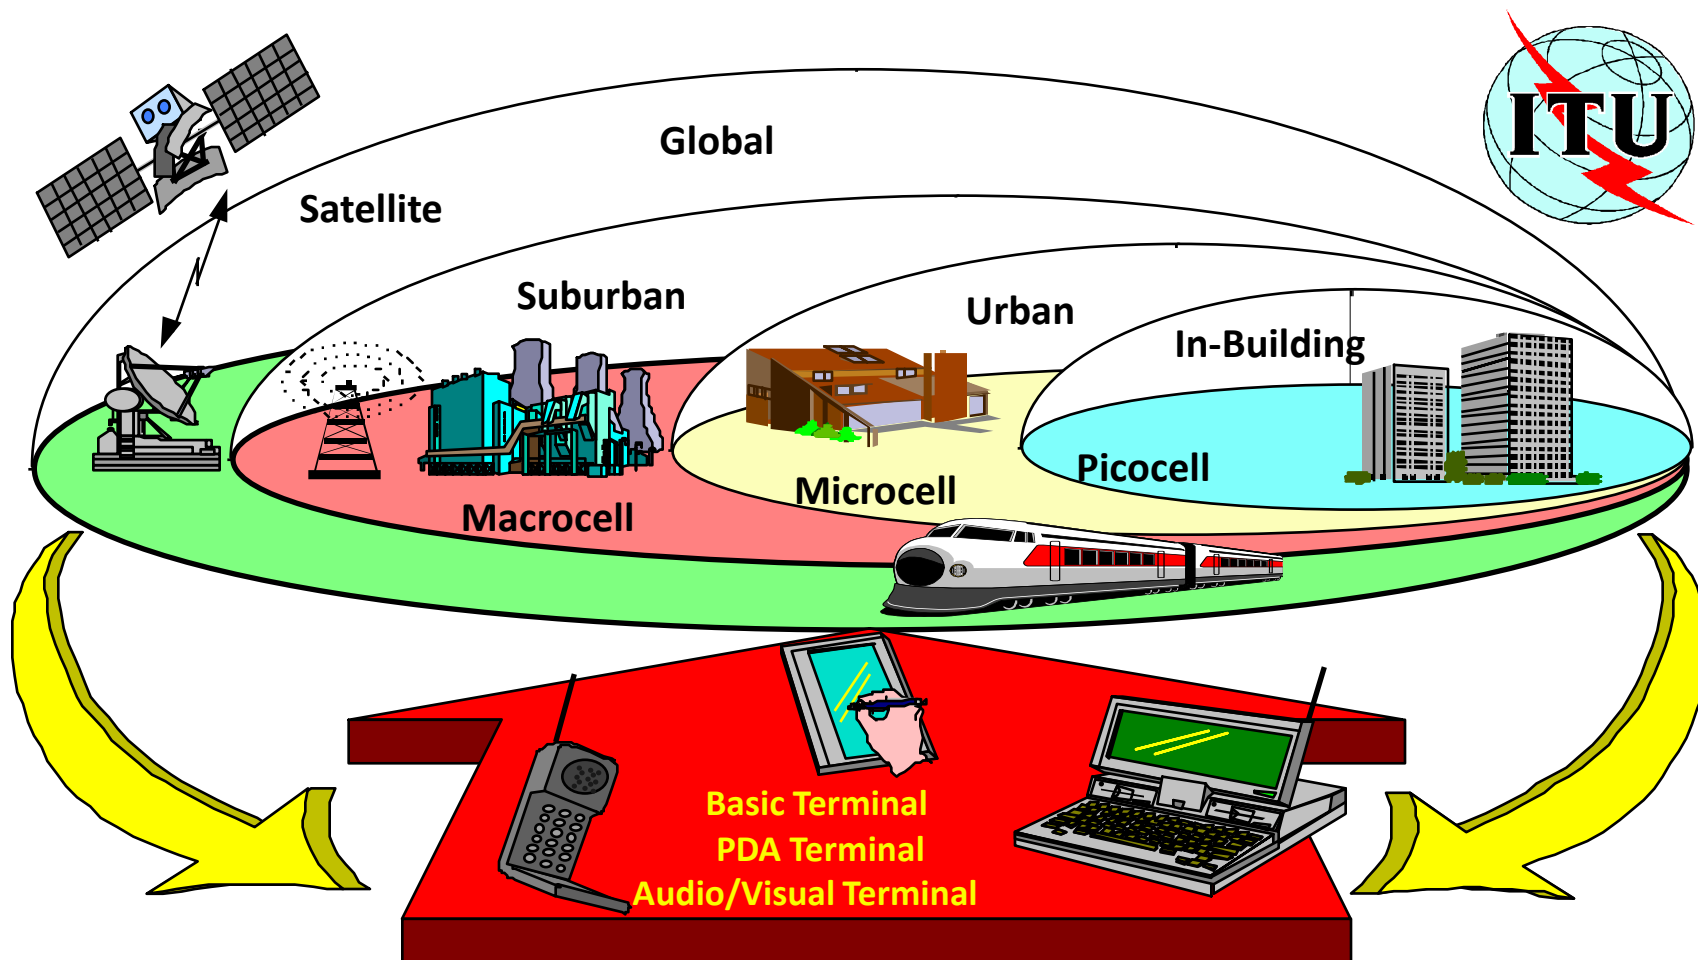 Global
ITU
Satellite
Suburban
Urban
In-Building
Picocell
Microcell
Macrocell
Basic Terminal
PDA Terminal
Audio/Visual Terminal